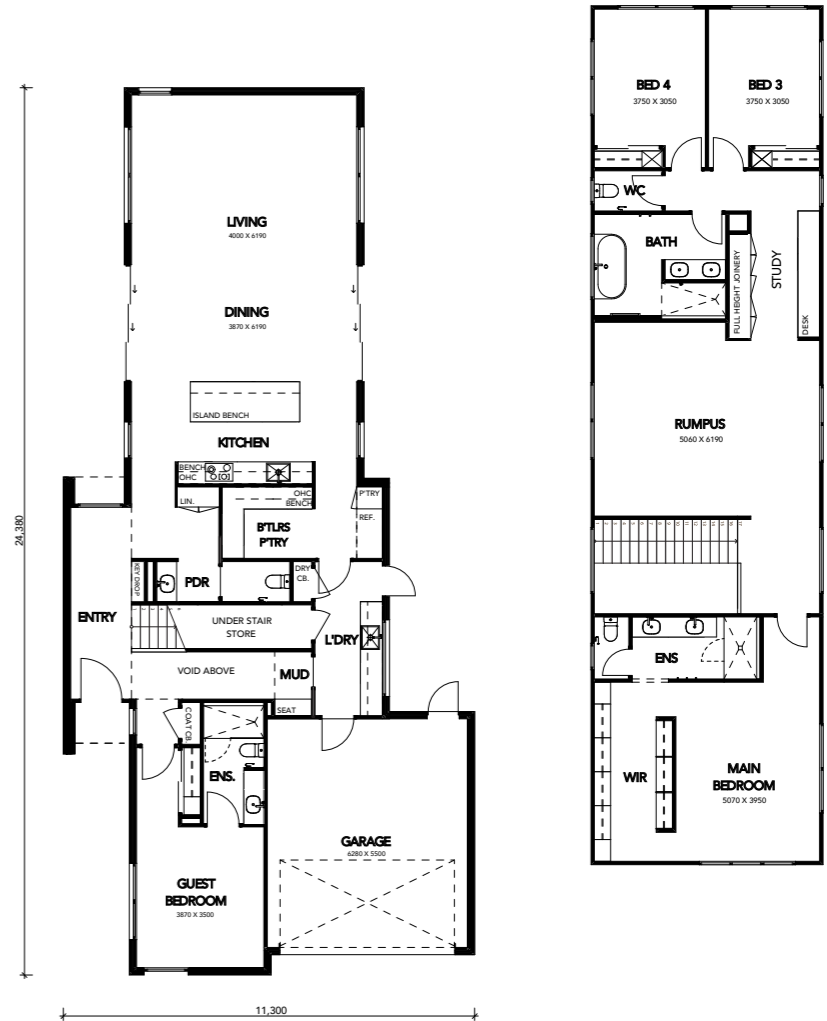 LIVING
4000 X 6190
DINING
3870 X 6190
ISLAND BENCH
KITCHEN
BENCH
OHC
LIN.
OHC
BENCH
B'TLRS
P'TRY
P'TRY
REF.
KEY DROP
PDR
DRY
CB.
ENTRY
UNDER STAIR
STORE
L'DRY
VOID ABOVE
MUD
SEAT
COAT CB.
ENS.
GUEST
BEDROOM
3870 X 3500
GARAGE
6280 X 5500
24,380
11,300
BED 4
3750 X 3050
BED 3
3750 X 3050
WC
BATH
FULL HEIGHT JOINERY
STUDY
DESK
RUMPUS
5060 X 6190
ENS
WIR
MAIN
BEDROOM
5070 X 3950